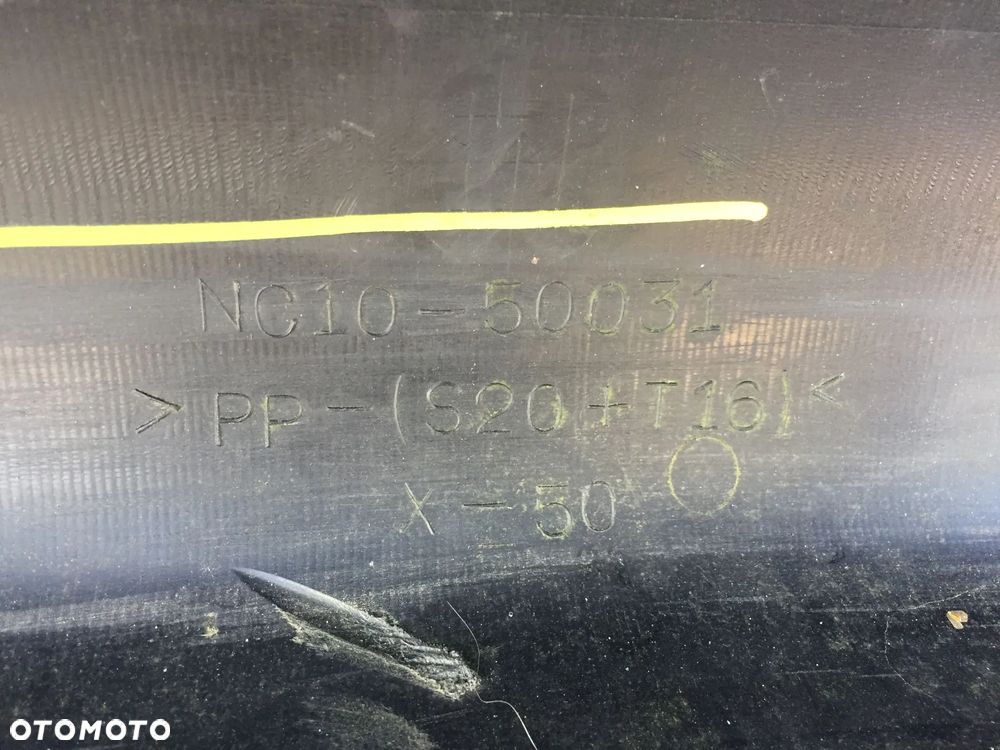 NC10-50031
>PP-(S20+T16)<
X-50
OTOMOTO